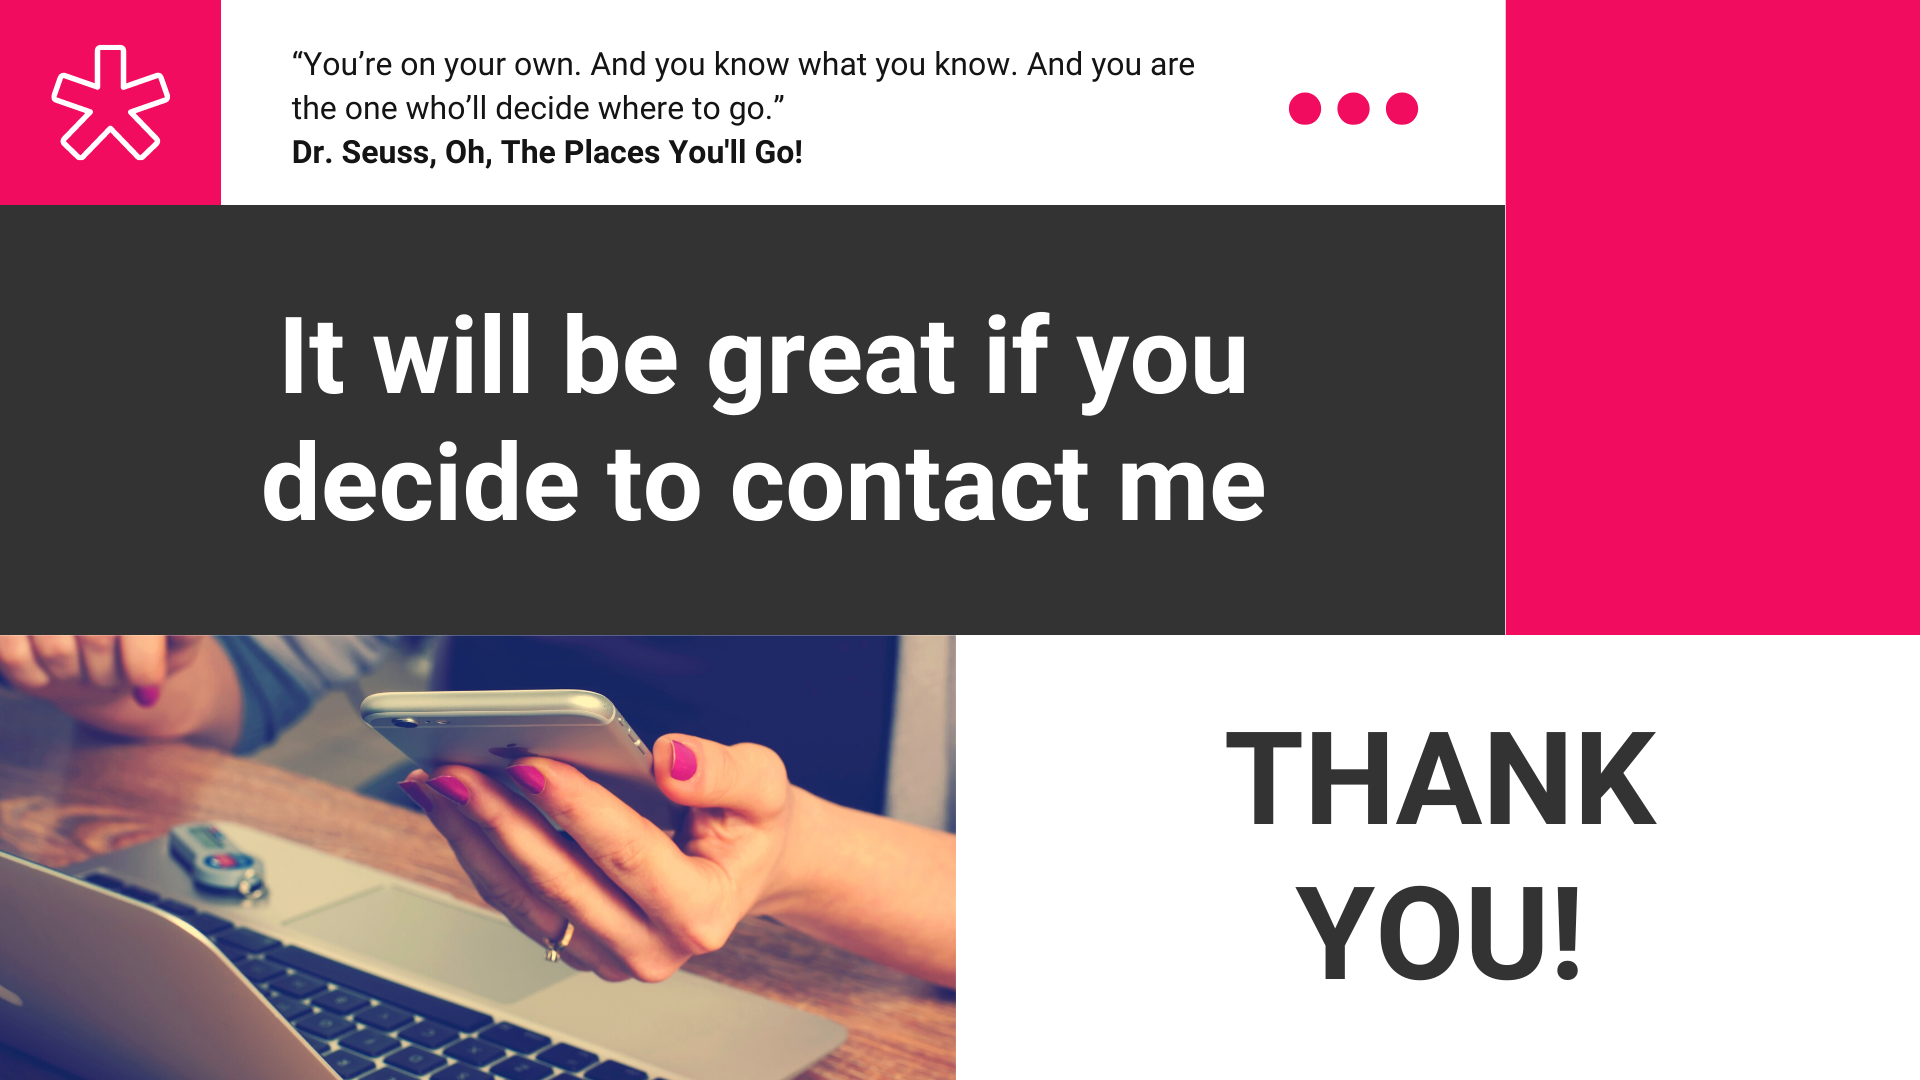 “You’re on your own. And you know what you know. And you are
the one who’ll decide where to go.”
Dr. Seuss, Oh, The Places You'll Go!
It will be great if you
decide to contact me
THANK
YOU!